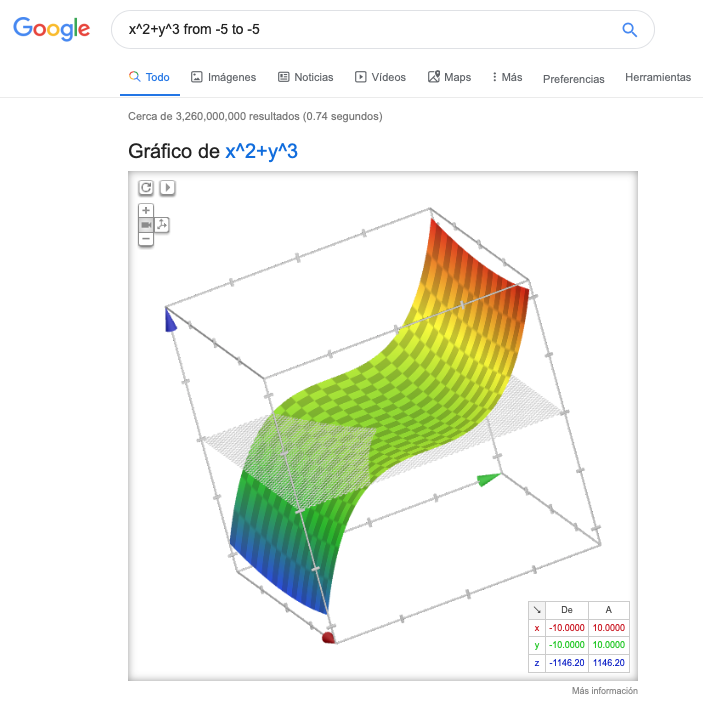 Google
x^2+y^3 from -5 to -5
Todo Imágenes Noticias Vídeos Maps Más Preferencias Herramientas
Cerca de 3,260,000,000 resultados (0.74 segundos)
Gráfico de x^2+y^3
De A
x -10.0000 10.0000
y -10.0000 10.0000
z -1146.20 1146.20
Más información